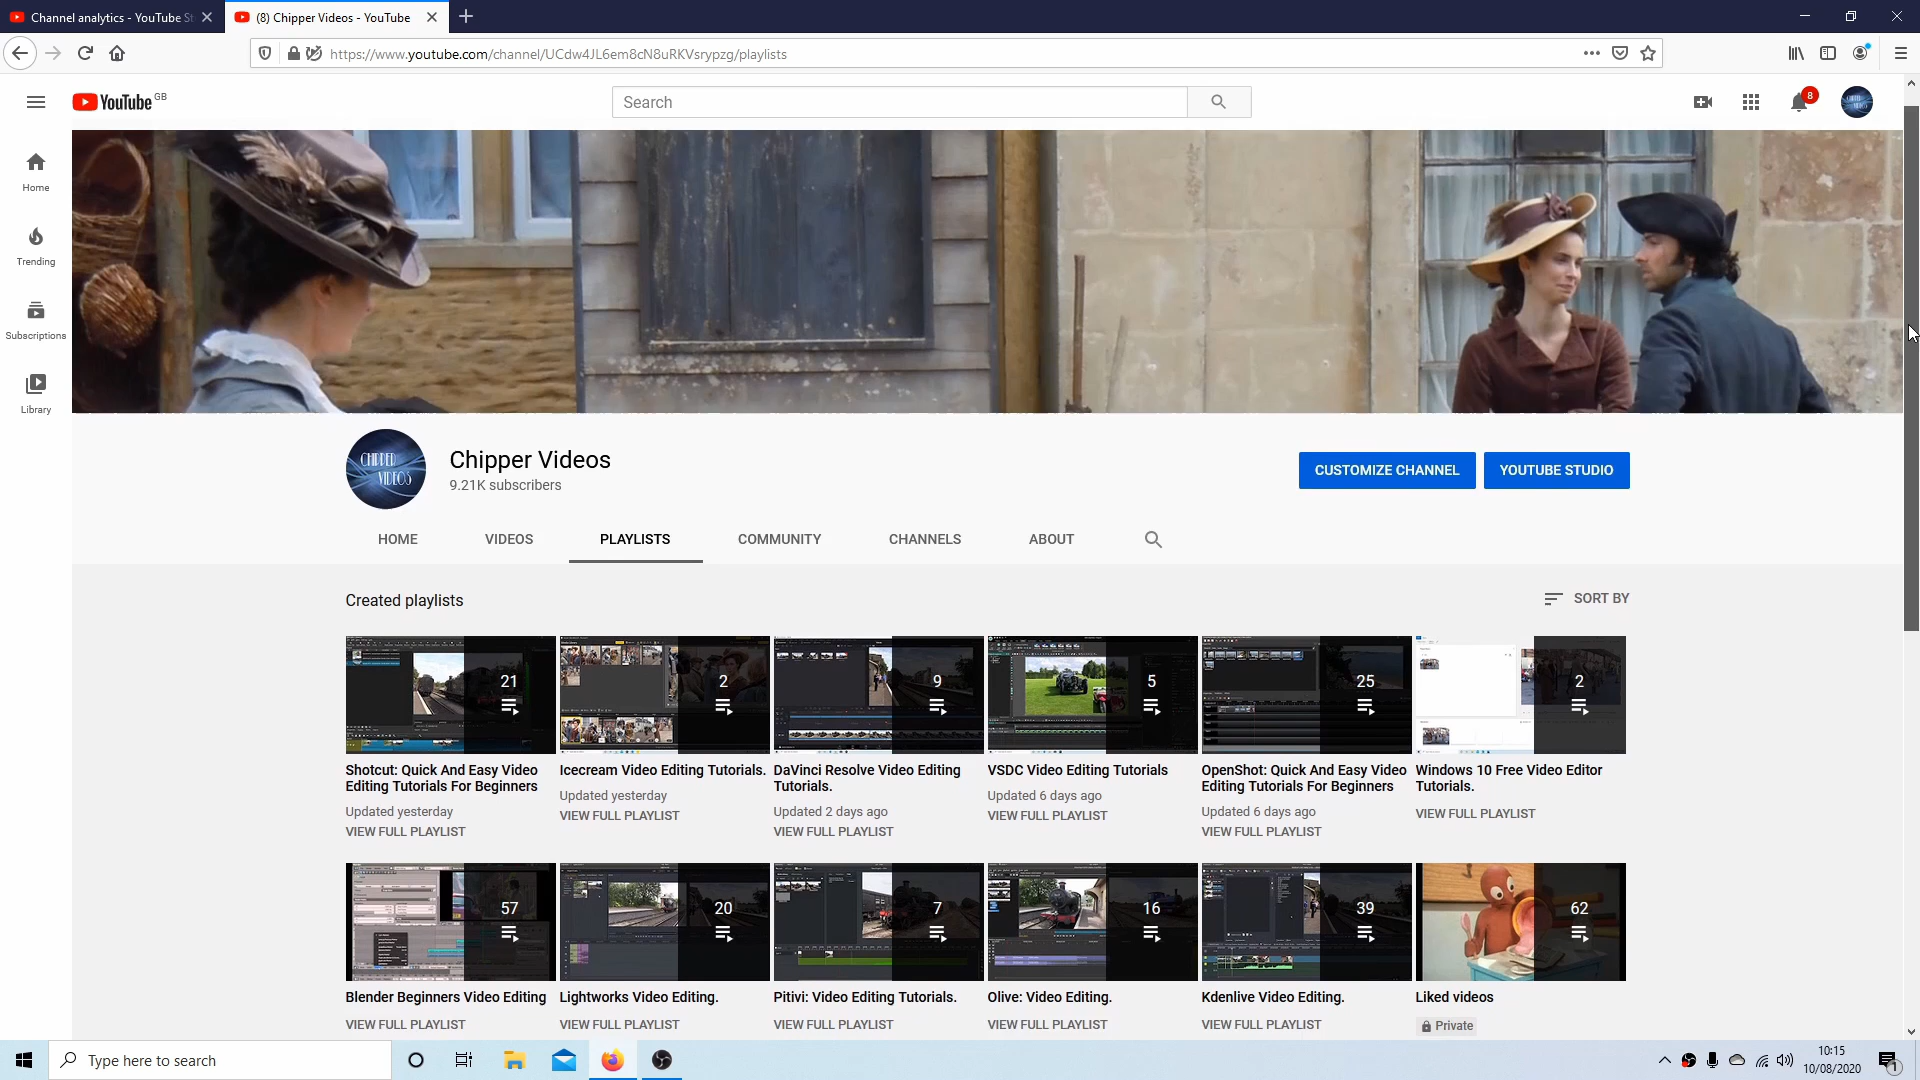 Channel analytics - YouTube St
(8) Chipper Videos - YouTube
https://www.youtube.com/channel/UCdw4JL6em8cN8uRKVsrypzg/playlists
YouTube GB
Search
8
Home
Trending
Subscriptions
Library
CHIPPER VIDEOS
Chipper Videos
9.21K subscribers
CUSTOMIZE CHANNEL
YOUTUBE STUDIO
HOME
VIDEOS
PLAYLISTS
COMMUNITY
CHANNELS
ABOUT
Created playlists
SORT BY
21
2
9
5
25
2
Shotcut: Quick And Easy Video
Editing Tutorials For Beginners
Updated yesterday
VIEW FULL PLAYLIST
Icecream Video Editing Tutorials.
Updated yesterday
VIEW FULL PLAYLIST
DaVinci Resolve Video Editing
Tutorials.
Updated 2 days ago
VIEW FULL PLAYLIST
VSDC Video Editing Tutorials
Updated 6 days ago
VIEW FULL PLAYLIST
OpenShot: Quick And Easy Video
Editing Tutorials For Beginners
Updated 6 days ago
VIEW FULL PLAYLIST
Windows 10 Free Video Editor
Tutorials.
VIEW FULL PLAYLIST
57
20
7
16
39
62
Blender Beginners Video Editing
VIEW FULL PLAYLIST
Lightworks Video Editing.
VIEW FULL PLAYLIST
Pitivi: Video Editing Tutorials.
VIEW FULL PLAYLIST
Olive: Video Editing.
VIEW FULL PLAYLIST
Kdenlive Video Editing.
VIEW FULL PLAYLIST
Liked videos
Private
Type here to search
10:15
10/08/2020
1